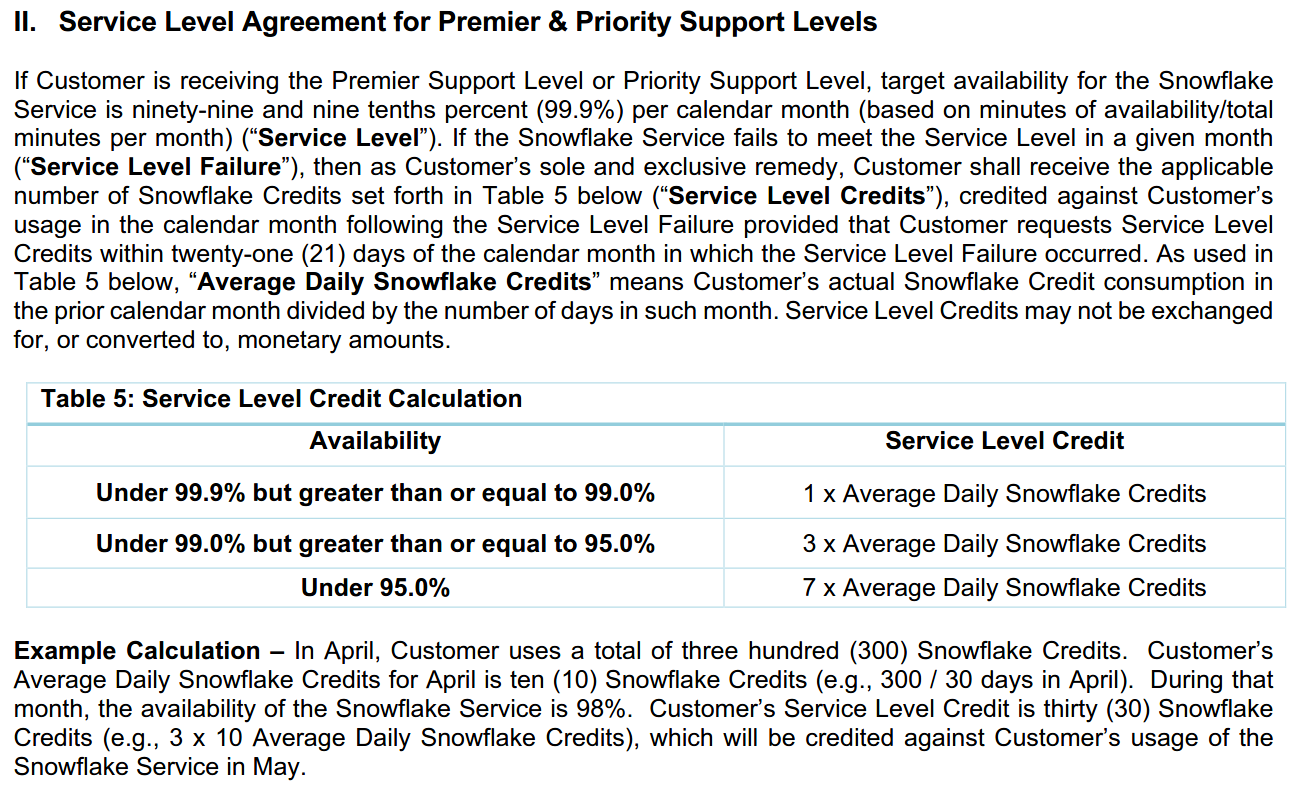 II. Service Level Agreement for Premier & Priority Support Levels
If Customer is receiving the Premier Support Level or Priority Support Level, target availability for the Snowflake
Service is ninety-nine and nine tenths percent (99.9%) per calendar month (based on minutes of availability/total
minutes per month) (“Service Level”). If the Snowflake Service fails to meet the Service Level in a given month
(“Service Level Failure”), then as Customer’s sole and exclusive remedy, Customer shall receive the applicable
number of Snowflake Credits set forth in Table 5 below (“Service Level Credits”), credited against Customer’s
usage in the calendar month following the Service Level Failure provided that Customer requests Service Level
Credits within twenty-one (21) days of the calendar month in which the Service Level Failure occurred. As used in
Table 5 below, “Average Daily Snowflake Credits” means Customer’s actual Snowflake Credit consumption in
the prior calendar month divided by the number of days in such month. Service Level Credits may not be exchanged
for, or converted to, monetary amounts.
Table 5: Service Level Credit Calculation
Availability Service Level Credit
Under 99.9% but greater than or equal to 99.0% 1 x Average Daily Snowflake Credits
Under 99.0% but greater than or equal to 95.0% 3 x Average Daily Snowflake Credits
Under 95.0% 7 x Average Daily Snowflake Credits
Example Calculation – In April, Customer uses a total of three hundred (300) Snowflake Credits. Customer’s
Average Daily Snowflake Credits for April is ten (10) Snowflake Credits (e.g., 300 / 30 days in April). During that
month, the availability of the Snowflake Service is 98%. Customer’s Service Level Credit is thirty (30) Snowflake
Credits (e.g., 3 x 10 Average Daily Snowflake Credits), which will be credited against Customer’s usage of the
Snowflake Service in May.